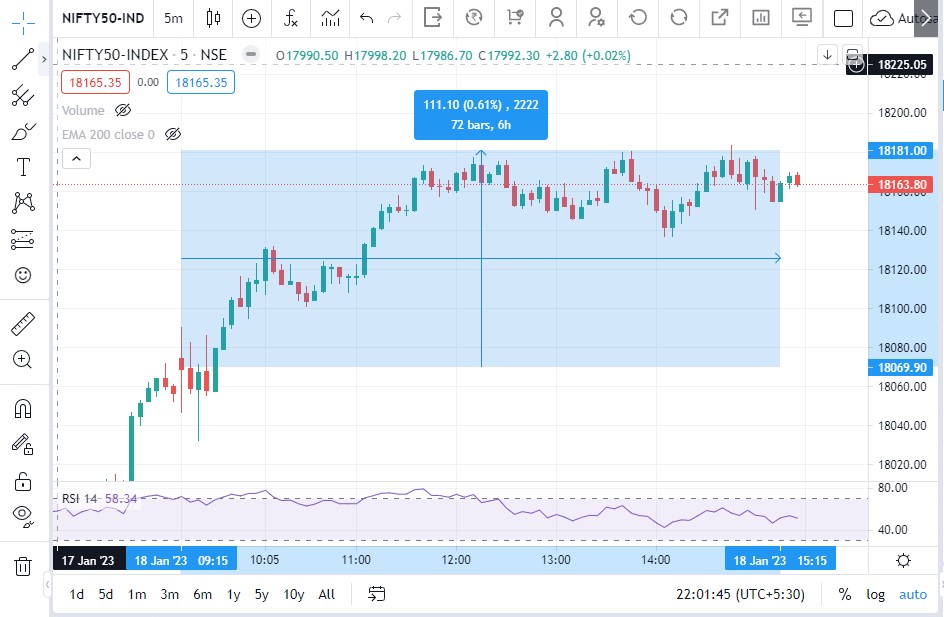 NIFTY50-IND 5m
NIFTY50-INDEX · 5 · NSE O17990.50 H17998.20 L17986.70 C17992.30 +2.80 (+0.02%)
18165.35 0.00 18165.35
Volume
EMA 200 close 0
111.10 (0.61%) , 2222
72 bars, 6h
18225.05
18200.00
18181.00
18163.80
18140.00
18120.00
18100.00
18080.00
18069.90
18060.00
18040.00
18020.00
RSI 14 58.34
80.00
40.00
17 Jan '23 18 Jan '23 09:15 10:05 11:00 12:00 13:00 14:00 18 Jan '23 15:15
1d 5d 1m 3m 6m 1y 5y 10y All 22:01:45 (UTC+5:30) % log auto